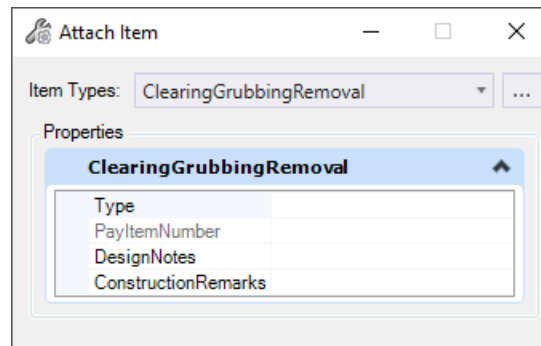 Attach Item
Item Types: ClearingGrubbingRemoval ...
Properties
ClearingGrubbingRemoval
Type
PayItemNumber
DesignNotes
ConstructionRemarks